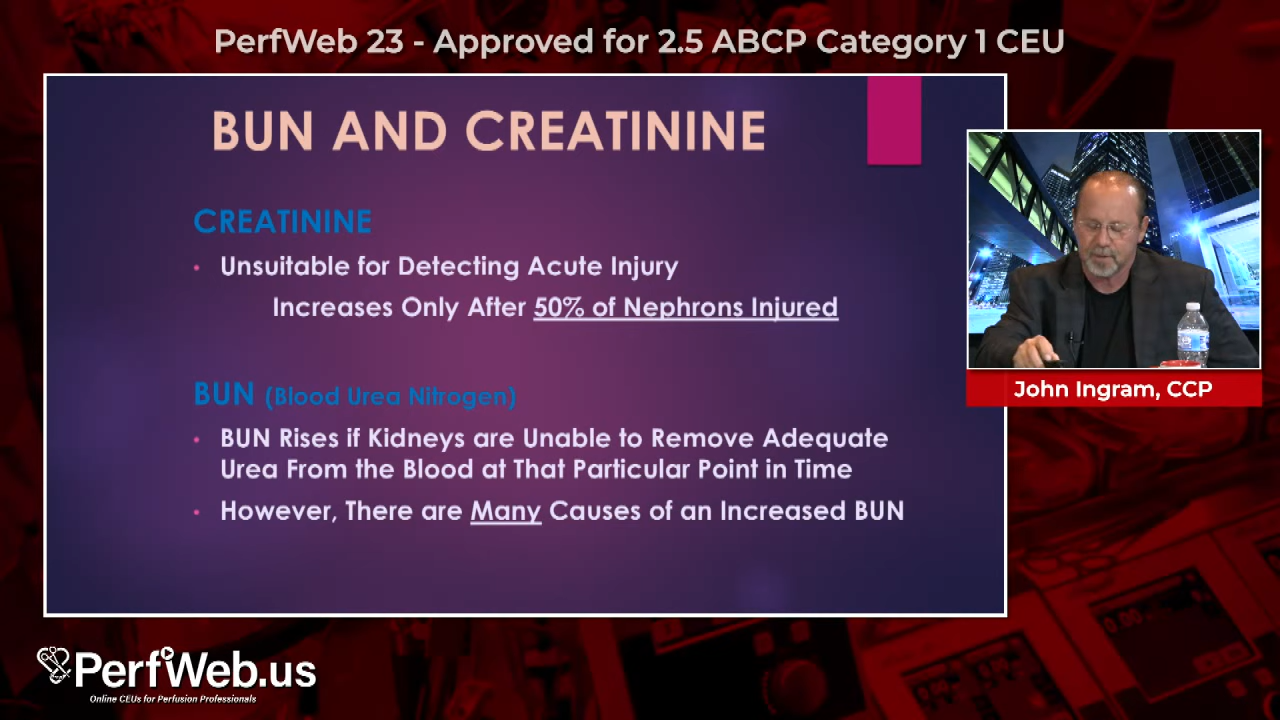 PerfWeb 23 - Approved for 2.5 ABCP Category 1 CEU
BUN AND CREATININE
CREATININE
• Unsuitable for Detecting Acute Injury
Increases Only After 50% of Nephrons Injured
BUN (Blood Urea Nitrogen)
• BUN Rises if Kidneys are Unable to Remove Adequate
Urea From the Blood at That Particular Point in Time
• However, There are Many Causes of an Increased BUN
John Ingram, CCP
PerfWeb.us
Online CEUs for Perfusion Professionals